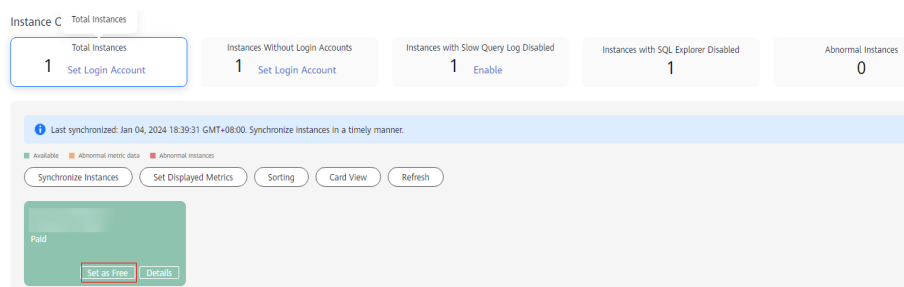 Instance O
Total Instances
Total Instances
1 Set Login Account
Instances Without Login Accounts
1 Set Login Account
Instances with Slow Query Log Disabled
1 Enable
Instances with SQL Explorer Disabled
1
Abnormal Instances
0
Last synchronized: Jan 04, 2024 18:39:31 GMT+08:00. Synchronize instances in a timely manner.
Available Abnormal metric data Abnormal instances
Synchronize Instances Set Displayed Metrics Sorting Card View Refresh
Paid
Set as Free Details